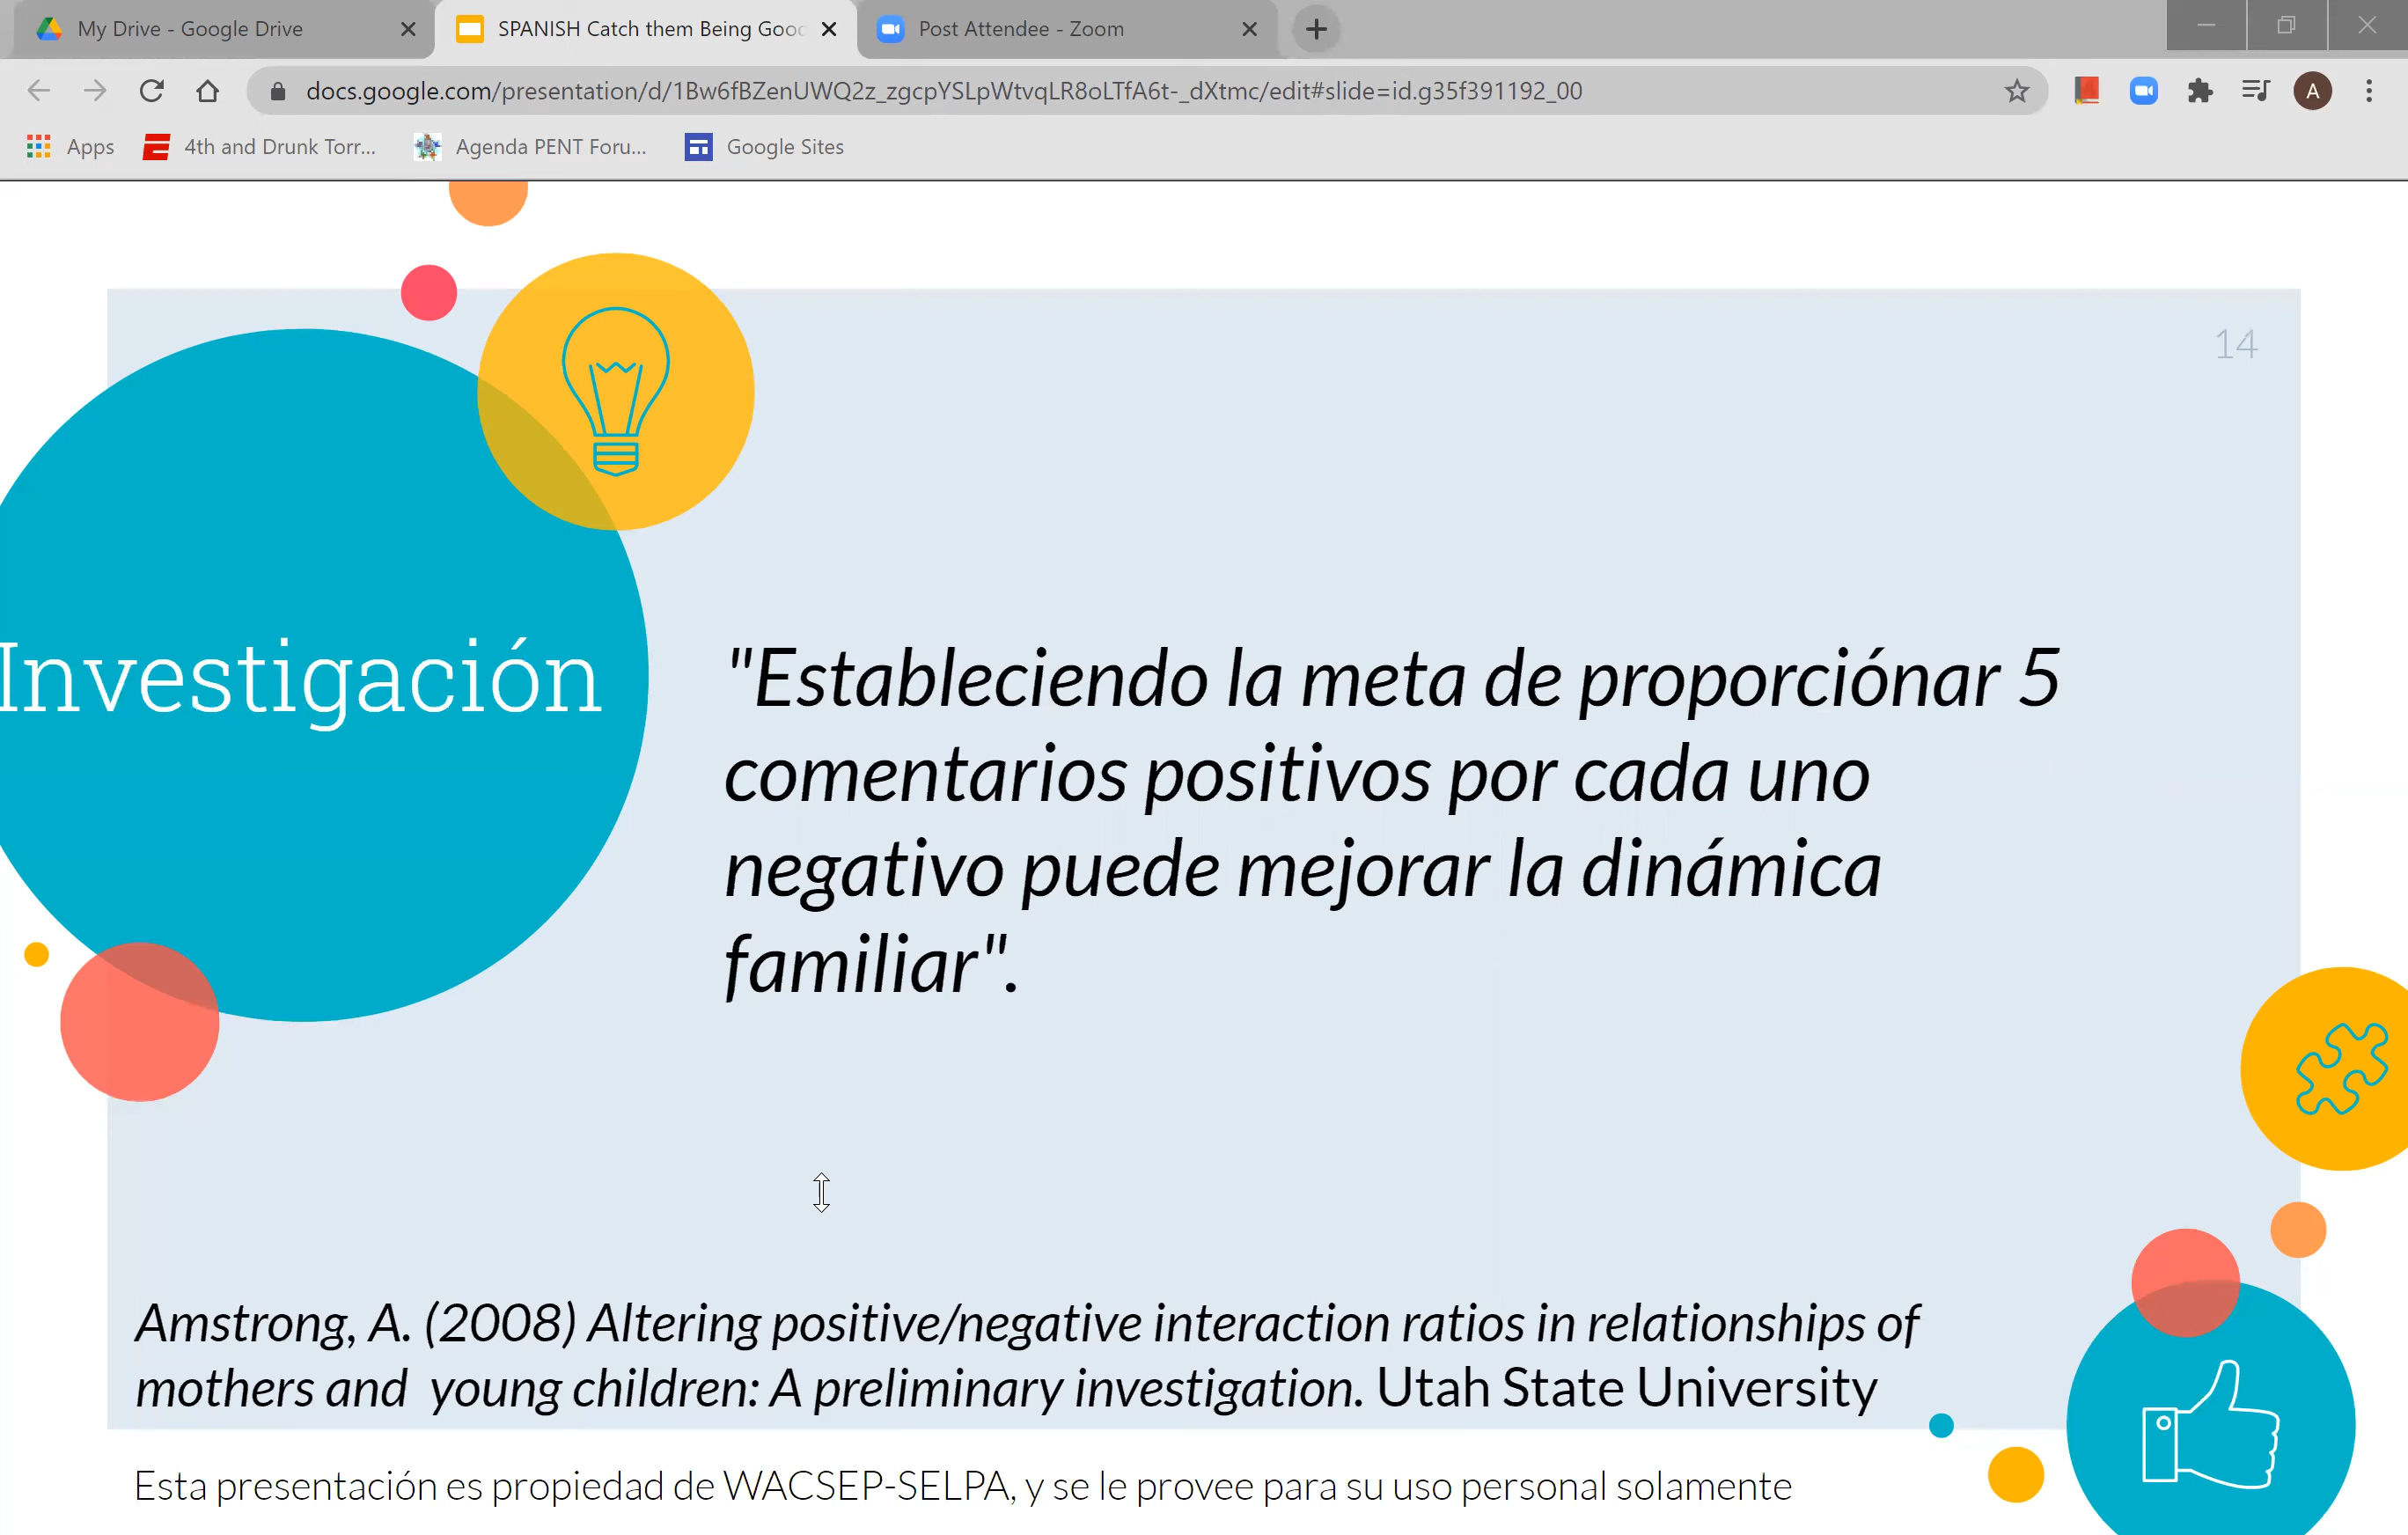 My Drive - Google Drive
SPANISH Catch them Being Good
Post Attendee - Zoom
docs.google.com/presentation/d/1Bw6fBZenUWQ2z_zgcpYSLpWtvqLR8oLTfA6t-_dXtmc/edit#slide=id.g35f391192_00
A
Apps
4th and Drunk Torr...
Agenda PENT Foru...
Google Sites
14
Investigación
"Estableciendo la meta de proporciónar 5
comentarios positivos por cada uno
negativo puede mejorar la dinámica
familiar".
Amstrong, A. (2008) Altering positive/negative interaction ratios in relationships of
mothers and young children: A preliminary investigation. Utah State University
Esta presentación es propiedad de WACSEP-SELPA, y se le provee para su uso personal solamente